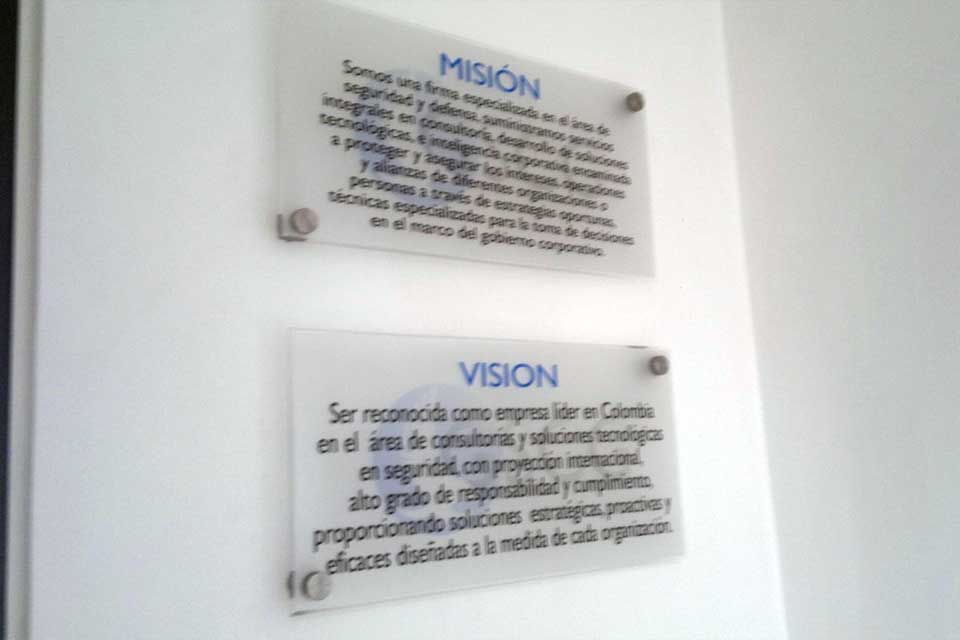 MISIÓN
Somos una firma especializada en el área de
seguridad y defensa, suministramos servicios
integrales en consultoría, desarrollo de soluciones
tecnológicas, e inteligencia corporativa encaminada
a proteger y asegurar los intereses, operaciones
y alianzas de diferentes organizaciones o
personas a través de estrategias oportunas,
técnicas especializadas para la toma de decisiones
en el marco del gobierno corporativo.
VISION
Ser reconocida como empresa líder en Colombia
en el área de consultorías y soluciones tecnológicas
en seguridad, con proyección internacional,
alto grado de responsabilidad y cumplimiento,
proporcionando soluciones estratégicas, proactivas y
eficaces diseñadas a la medida de cada organización.